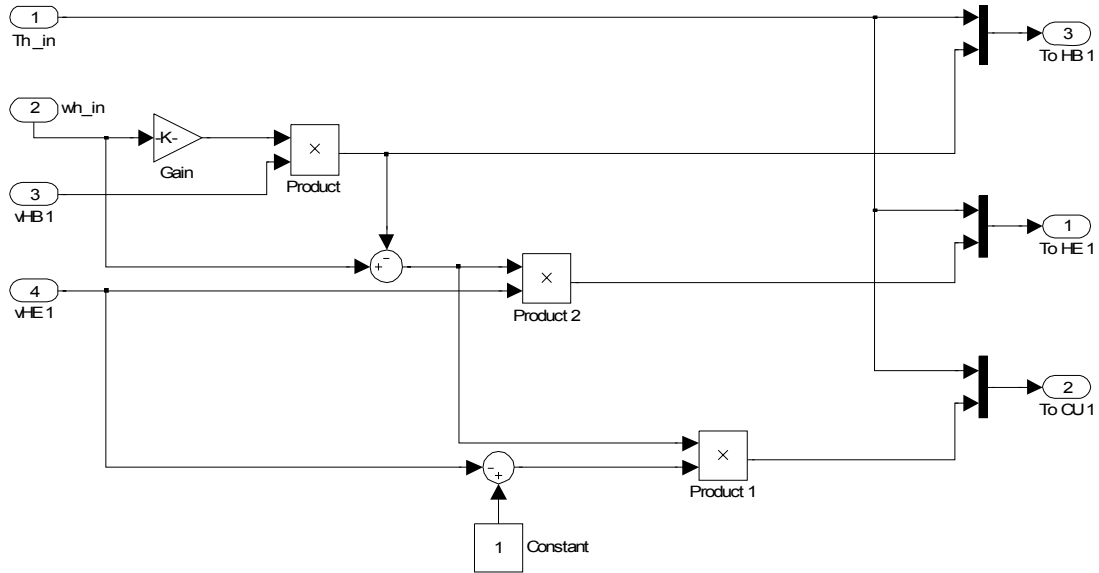 1
Th_in
3
To HB 1
2
wh_in
-K-
Gain
×
Product
3
vHB 1
-
+
1
To HE 1
×
Product 2
4
vHE 1
2
To CU 1
×
Product 1
-
+
1
Constant